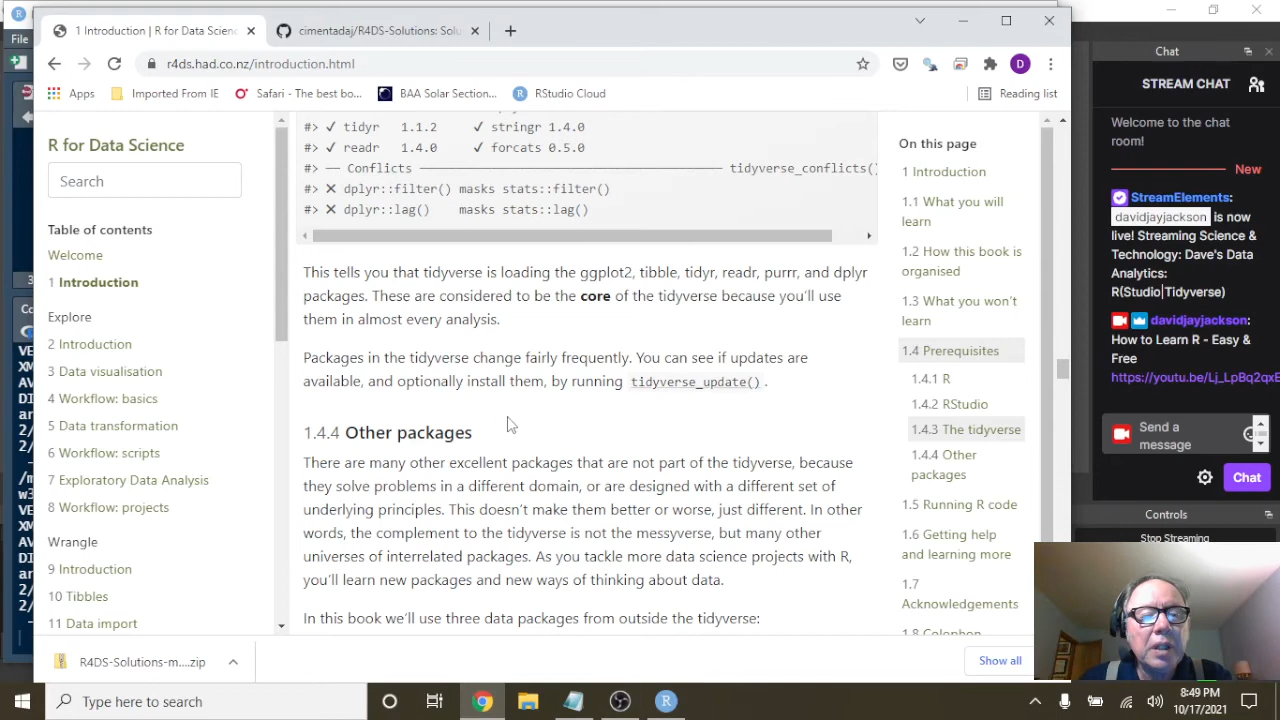 File
1 Introduction | R for Data Scienc
cimentadaj/R4DS-Solutions: Solu
r4ds.had.co.nz/introduction.html
D
Apps
Imported From IE
Safari - The best bo...
BAA Solar Section...
RStudio Cloud
Reading list
R for Data Science
Search
Table of contents
Welcome
1 Introduction
Explore
2 Introduction
3 Data visualisation
4 Workflow: basics
5 Data transformation
6 Workflow: scripts
7 Exploratory Data Analysis
8 Workflow: projects
Wrangle
9 Introduction
10 Tibbles
11 Data import
#> ✓ tidyr 1.1.2 ✓ stringr 1.4.0
#> ✓ readr 1.4.0 ✓ forcats 0.5.0
#> ── Conflicts ──────────────── tidyverse_conflicts()
#> ✗ dplyr::filter() masks stats::filter()
#> ✗ dplyr::lag() masks stats::lag()
This tells you that tidyverse is loading the ggplot2, tibble, tidyr, readr, purrr, and dplyr
packages. These are considered to be the core of the tidyverse because you'll use
them in almost every analysis.
Packages in the tidyverse change fairly frequently. You can see if updates are
available, and optionally install them, by running tidyverse_update().
1.4.4 Other packages
There are many other excellent packages that are not part of the tidyverse, because
they solve problems in a different domain, or are designed with a different set of
underlying principles. This doesn't make them better or worse, just different. In other
words, the complement to the tidyverse is not the messyverse, but many other
universes of interrelated packages. As you tackle more data science projects with R,
you'll learn new packages and new ways of thinking about data.
In this book we'll use three data packages from outside the tidyverse:
On this page
1 Introduction
1.1 What you will
learn
1.2 How this book is
organised
1.3 What you won't
learn
1.4 Prerequisites
1.4.1 R
1.4.2 RStudio
1.4.3 The tidyverse
1.4.4 Other
packages
1.5 Running R code
1.6 Getting help
and learning more
1.7
Acknowledgements
1.8 Colophon
Chat
STREAM CHAT
Welcome to the chat
room!
New
StreamElements:
davidjayjackson is now
live! Streaming Science &
Technology: Dave's Data
Analytics:
R(Studio|Tidyverse)
davidjayjackson:
How to Learn R - Easy &
Free
https://youtu.be/Lj_LpBq2qx
Send a
message
Chat
Controls
Stop Streaming
R4DS-Solutions-m....zip
Show all
Type here to search
8:49 PM
10/17/2021